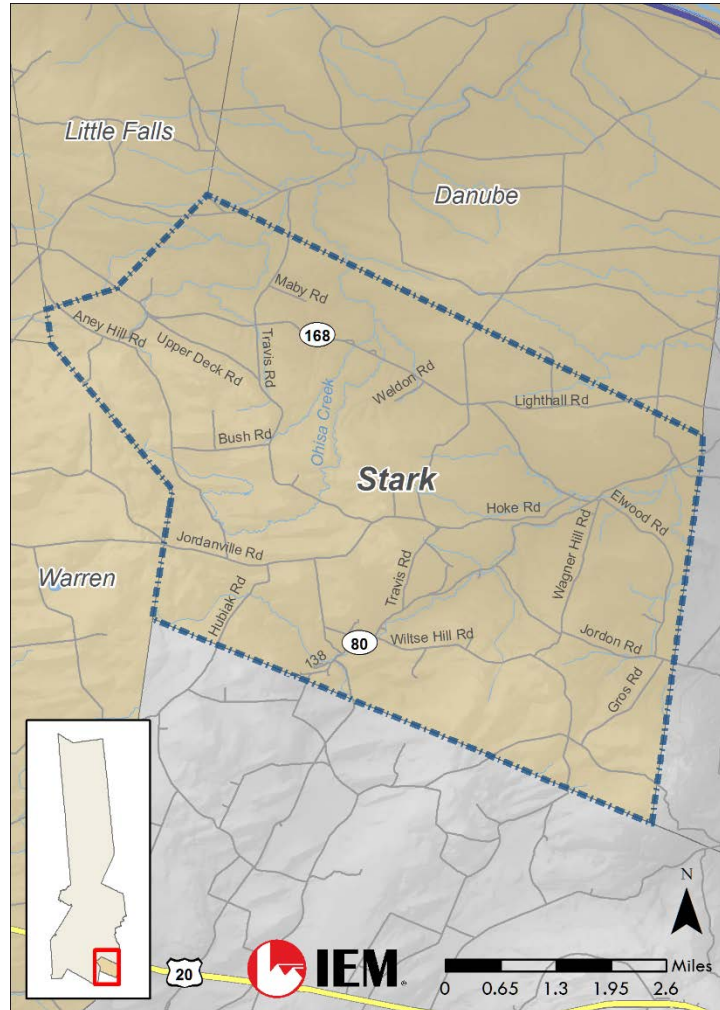 Little Falls
Danube
Maby Rd
168
Aney Hill Rd
Upper Deck Rd
Travis Rd
Weldon Rd
Lighthall Rd
Bush Rd
Ohisa Creek
Stark
Hoke Rd
Elwood Rd
Jordanville Rd
Wagner Hill Rd
Warren
Hubiak Rd
Travis Rd
80
Wiltse Hill Rd
Jordon Rd
138
Gros Rd
N
20
IEM®
Miles
0 0.65 1.3 1.95 2.6